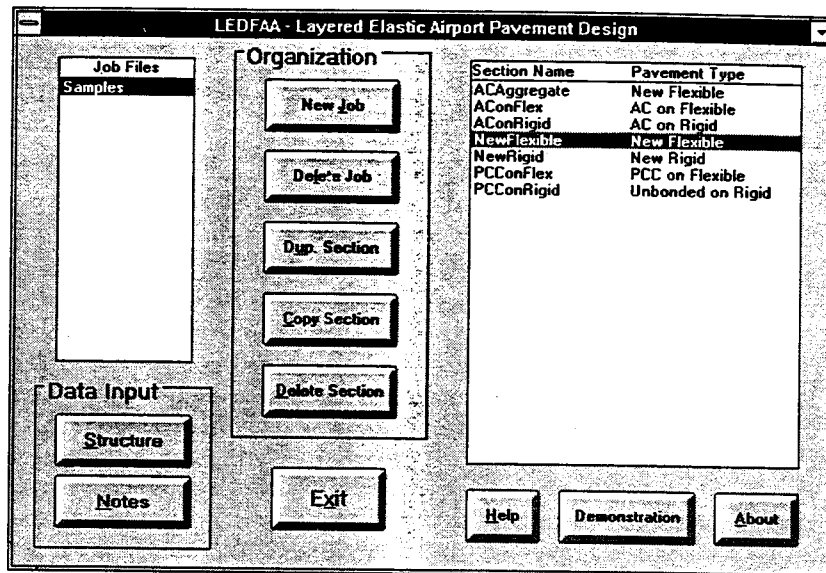 LEDFAA - Layered Elastic Airport Pavement Design
Job Files
Samples
Organization
New Job
Delete Job
Dup. Section
Copy Section
Delete Section
Section Name Pavement Type
ACAggregate New Flexible
AConFlex AC on Flexible
AConRigid AC on Rigid
NewFlexible New Flexible
NewRigid New Rigid
PCConFlex PCC on Flexible
PCConRigid Unbonded on Rigid
Data Input
Structure
Notes
Exit
Help
Demonstration
About